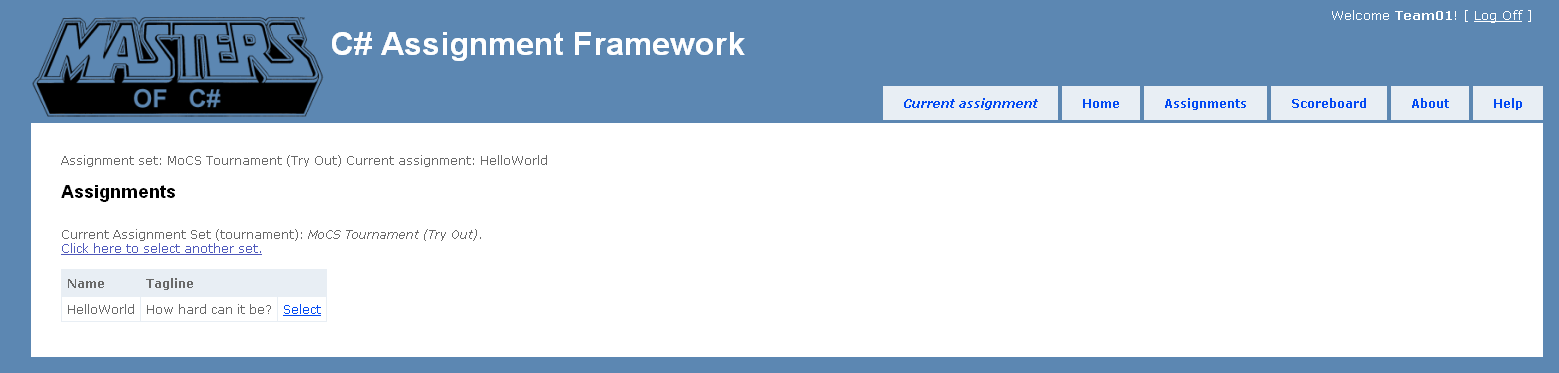 Welcome Team01! [ Log Off ]
MASTERS
OF C#
C# Assignment Framework
Current assignment
Home
Assignments
Scoreboard
About
Help
Assignment set: MoCS Tournament (Try Out) Current assignment: HelloWorld
Assignments
Current Assignment Set (tournament): MoCS Tournament (Try Out).
Click here to select another set.
Name Tagline
HelloWorld How hard can it be? Select